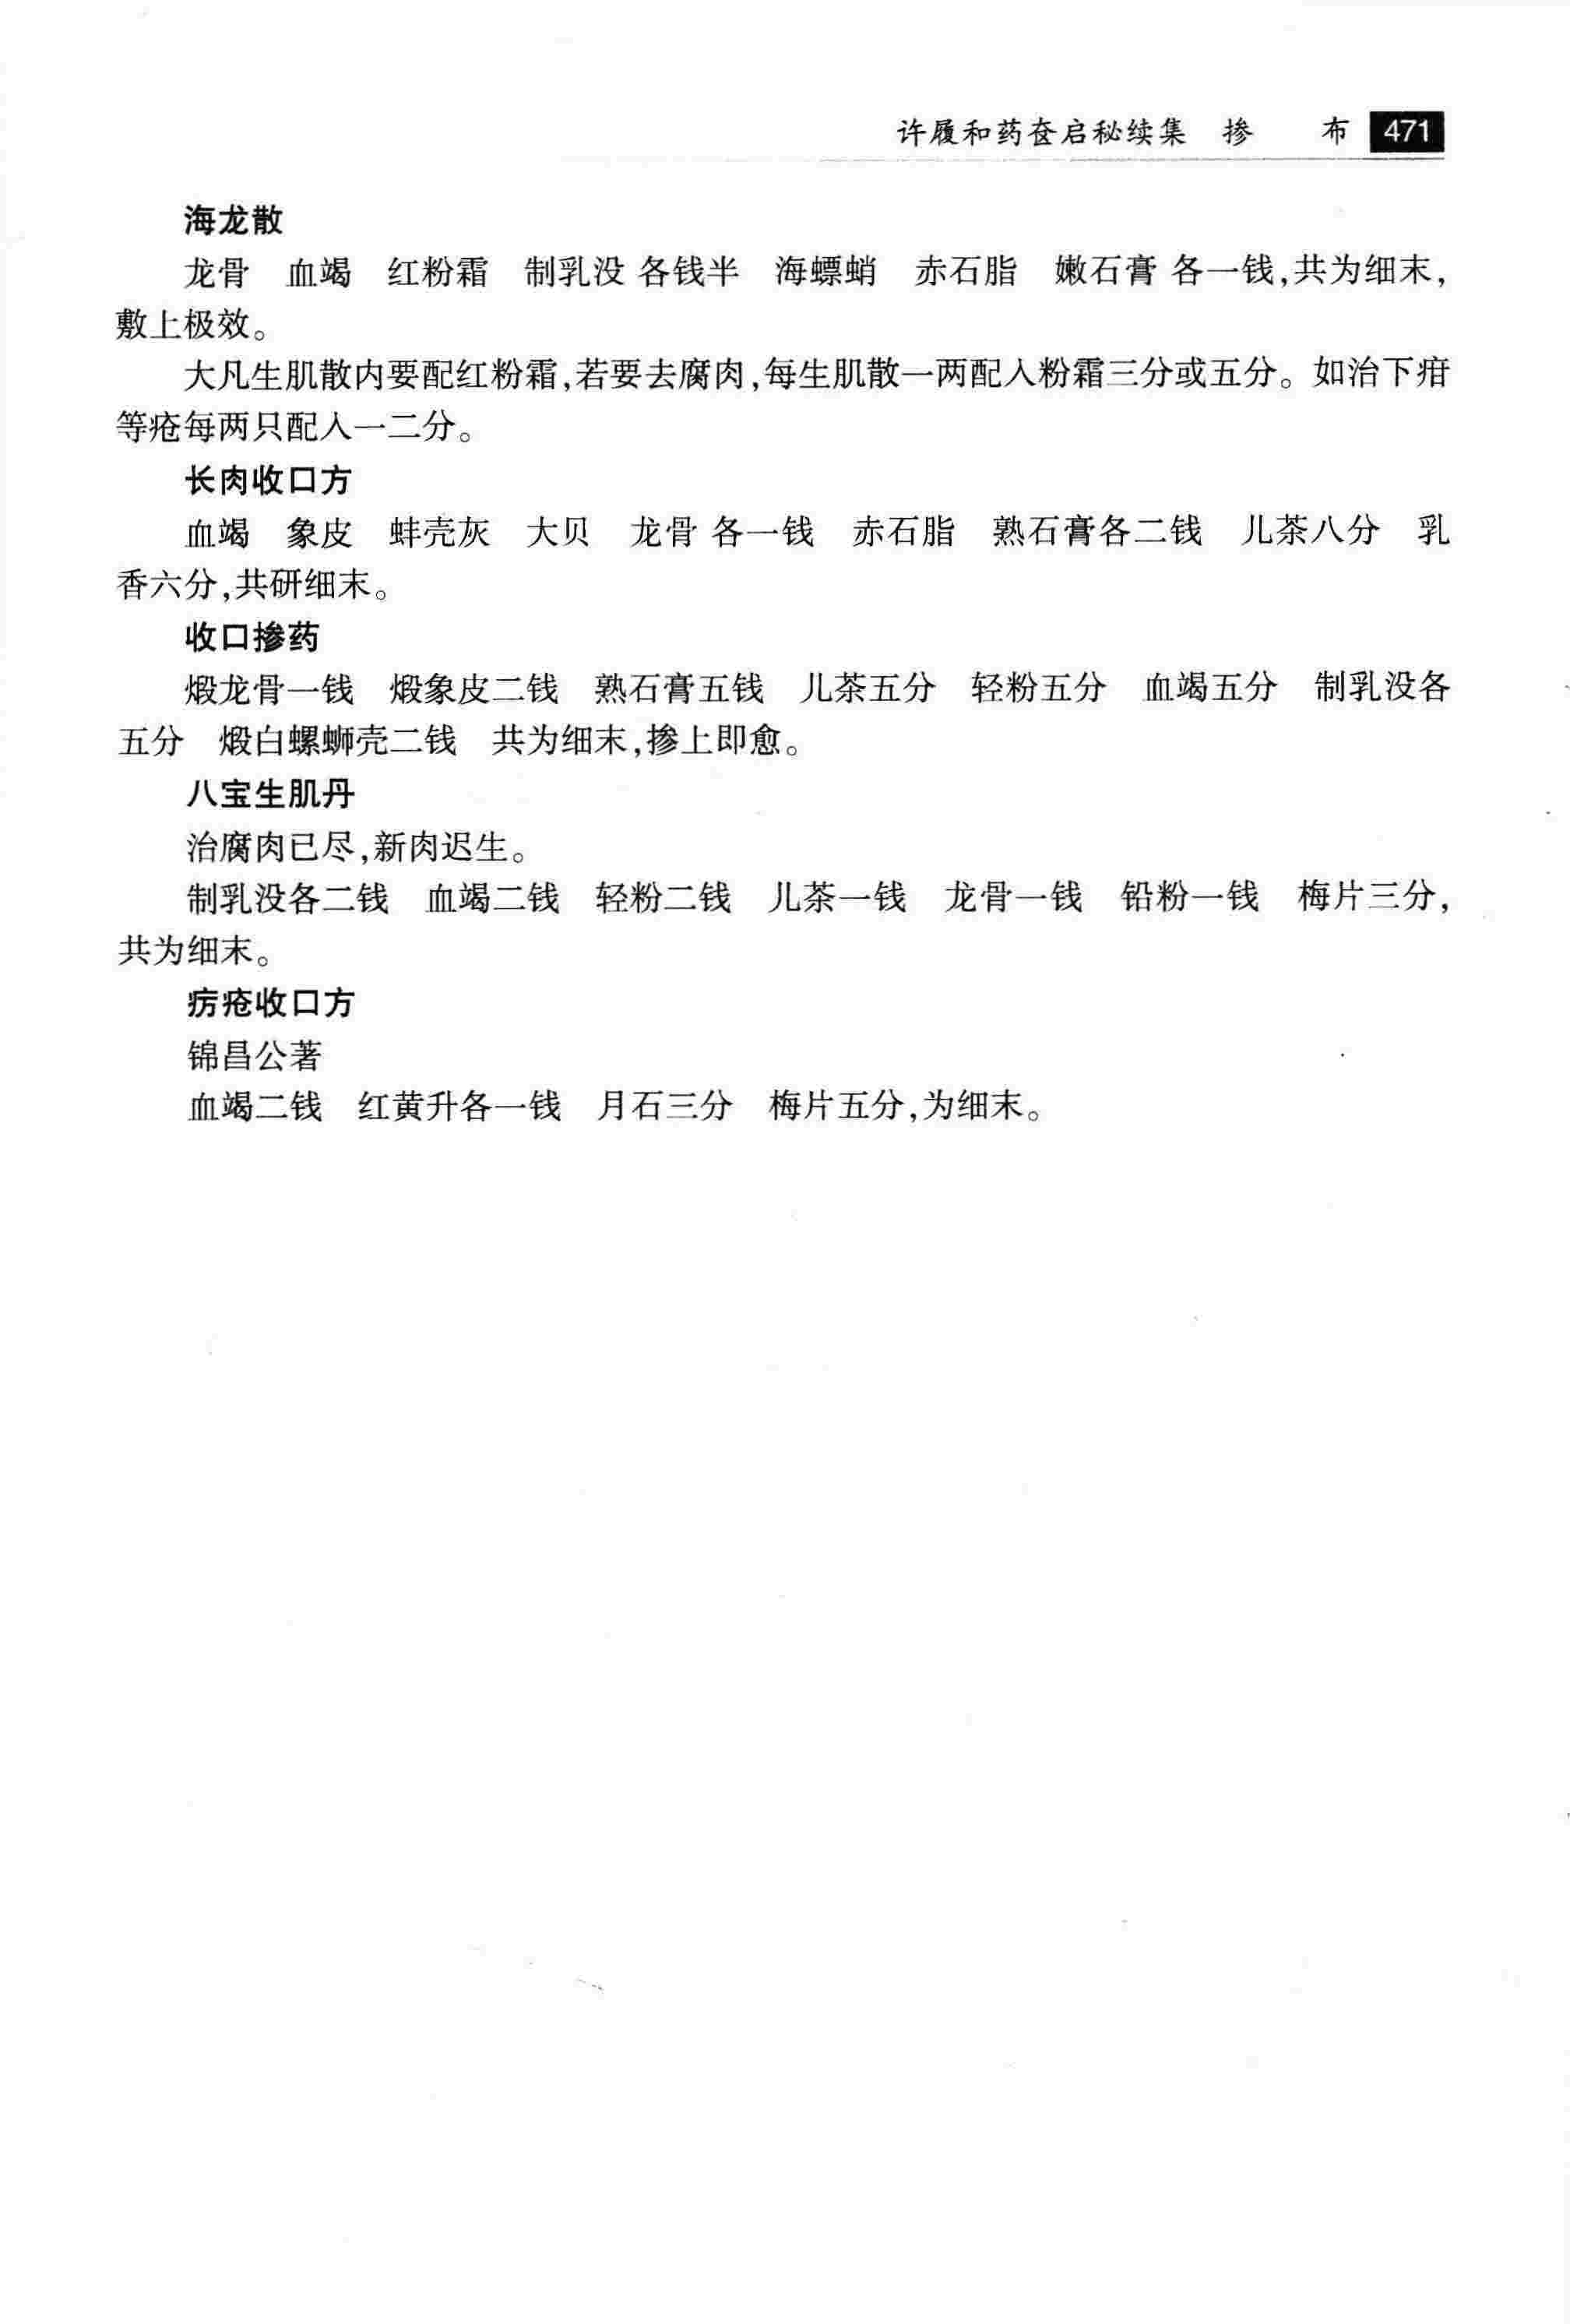 许履和药奁启秘续集 掺 布 471
海龙散
龙骨 血竭 红粉霜 制乳没 各钱半 海螵蛸 赤石脂 嫩石膏 各一钱,共为细末,
敷上极效。
大凡生肌散内要配红粉霜,若要去腐肉,每生肌散一两配入粉霜三分或五分。如治下疳
等疮每两只配入一二分。
长肉收口方
血竭 象皮 蚌壳灰 大贝 龙骨 各一钱 赤石脂 熟石膏各二钱 儿茶八分 乳
香六分,共研细末。
收口掺药
煅龙骨一钱 煅象皮二钱 熟石膏五钱 儿茶五分 轻粉五分 血竭五分 制乳没各
五分 煅白螺蛳壳二钱 共为细末,掺上即愈。
八宝生肌丹
治腐肉已尽,新肉迟生。
制乳没各二钱 血竭二钱 轻粉二钱 儿茶一钱 龙骨一钱 铅粉一钱 梅片三分,
共为细末。
疠疮收口方
锦昌公著
血竭二钱 红黄升各一钱 月石三分 梅片五分,为细末。